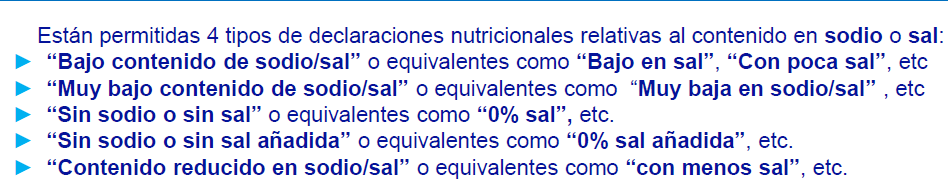 Están permitidas 4 tipos de declaraciones nutricionales relativas al contenido en sodio o sal:
► “Bajo contenido de sodio/sal” o equivalentes como “Bajo en sal”, “Con poca sal”, etc
► “Muy bajo contenido de sodio/sal” o equivalentes como “Muy baja en sodio/sal” , etc
► “Sin sodio o sin sal” o equivalentes como “0% sal”, etc.
► “Sin sodio o sin sal añadida” o equivalentes como “0% sal añadida”, etc.
► “Contenido reducido en sodio/sal” o equivalentes como “con menos sal”, etc.